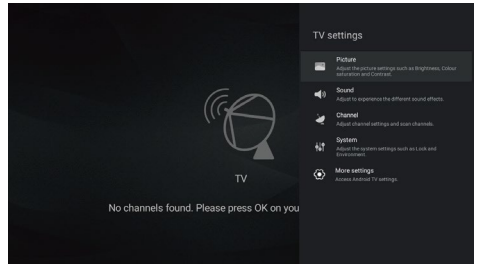 TV settings
Picture
Adjust the picture settings such as Brightness, Colour
saturation and Contrast.
Sound
Adjust to experience the different sound effects.
Channel
Adjust channel settings and scan channels.
System
Adjust the system settings such as Lock and
Environment.
More settings
Access Android TV settings
TV
No channels found. Please press OK on you